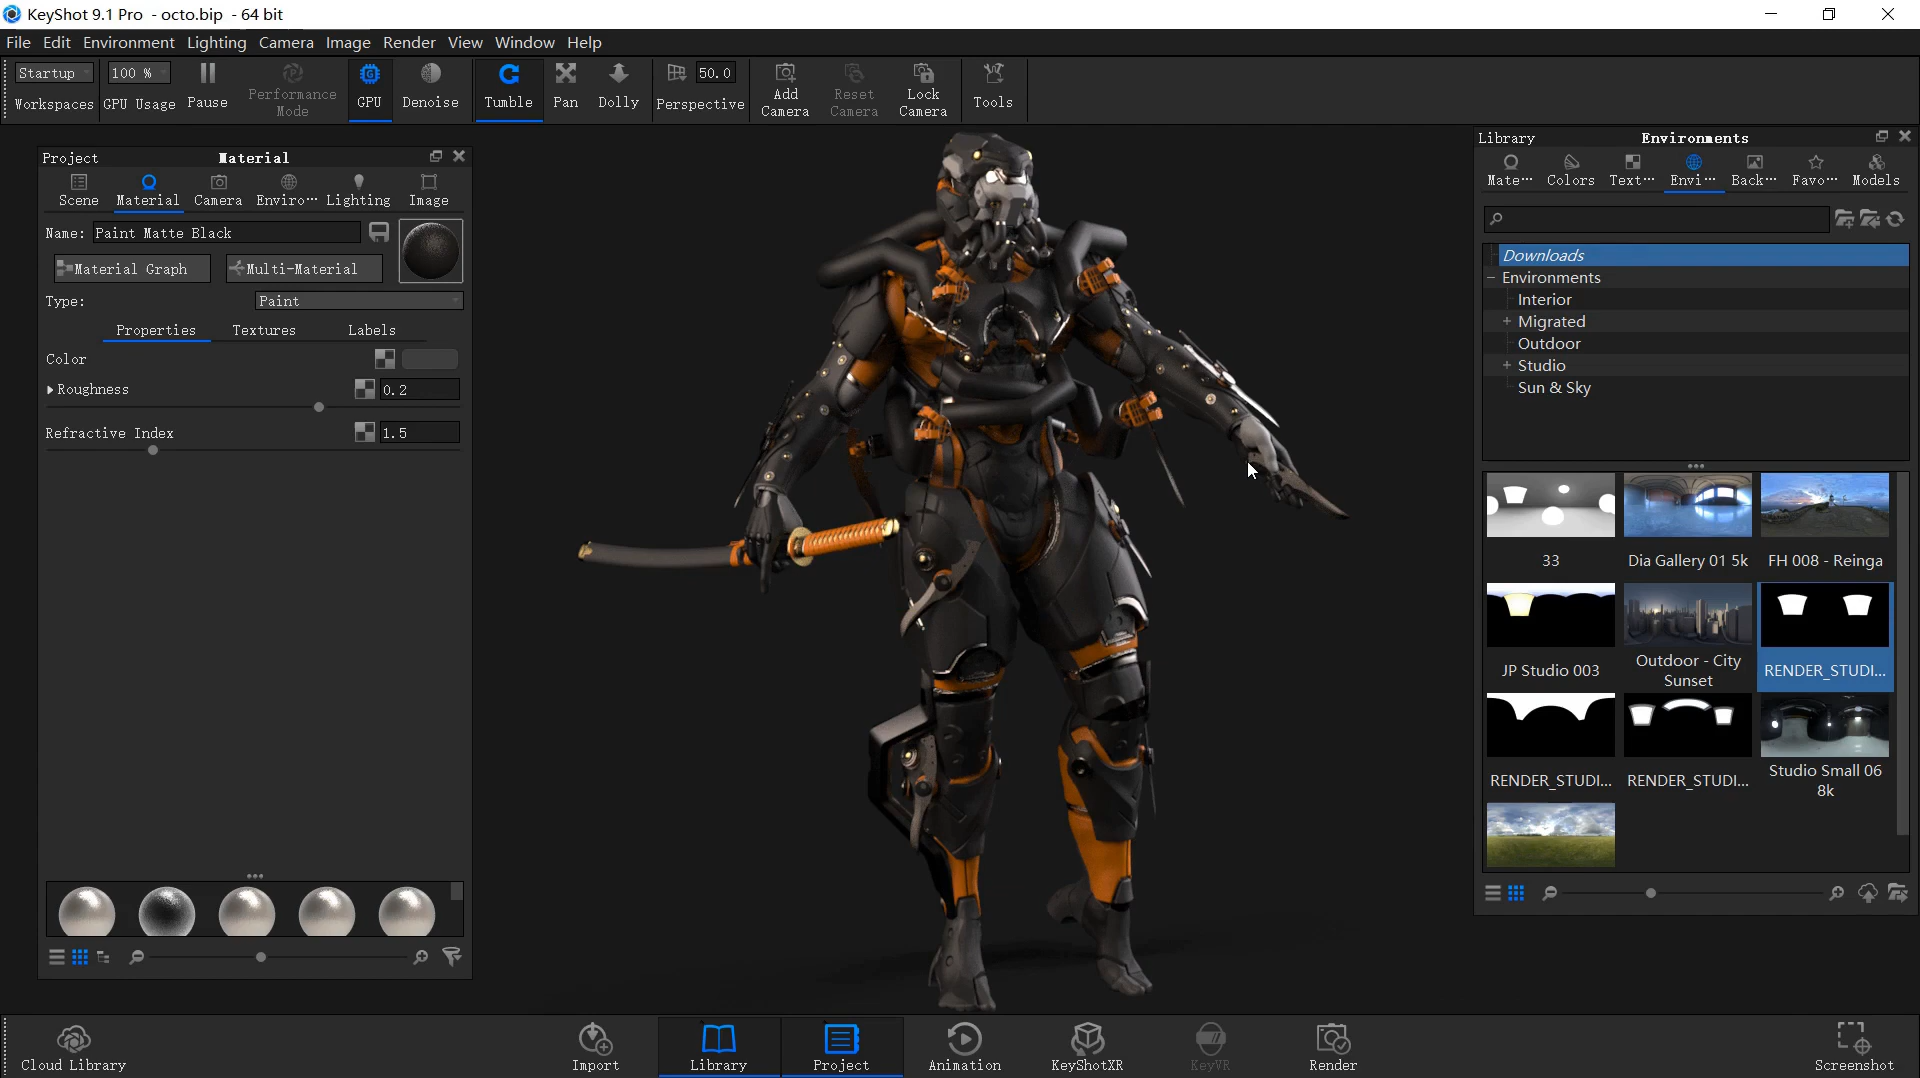 KeyShot 9.1 Pro - octo.bip - 64 bit
File Edit Environment Lighting Camera Image Render View Window Help
Startup 100 % 50.0
Workspaces GPU Usage Pause Performance Mode GPU Denoise Tumble Pan Dolly Perspective Add Camera Reset Camera Lock Camera Tools
Project Material
Scene Material Camera Enviro... Lighting Image
Name: Paint Matte Black
Material Graph Multi-Material
Type: Paint
Properties Textures Labels
Color
Roughness 0.2
Refractive Index 1.5
Library Environments
Mate... Colors Text... Envi... Back... Favo... Models
Downloads
Environments
Interior
Migrated
Outdoor
Studio
Sun & Sky
33 Dia Gallery 01 5k FH 008 - Reinga
JP Studio 003 Outdoor - City Sunset RENDER_STUDI...
RENDER_STUDI... RENDER_STUDI... Studio Small 06 8k
Cloud Library Import Library Project Animation KeyShotXR KeyVR Render Screenshot